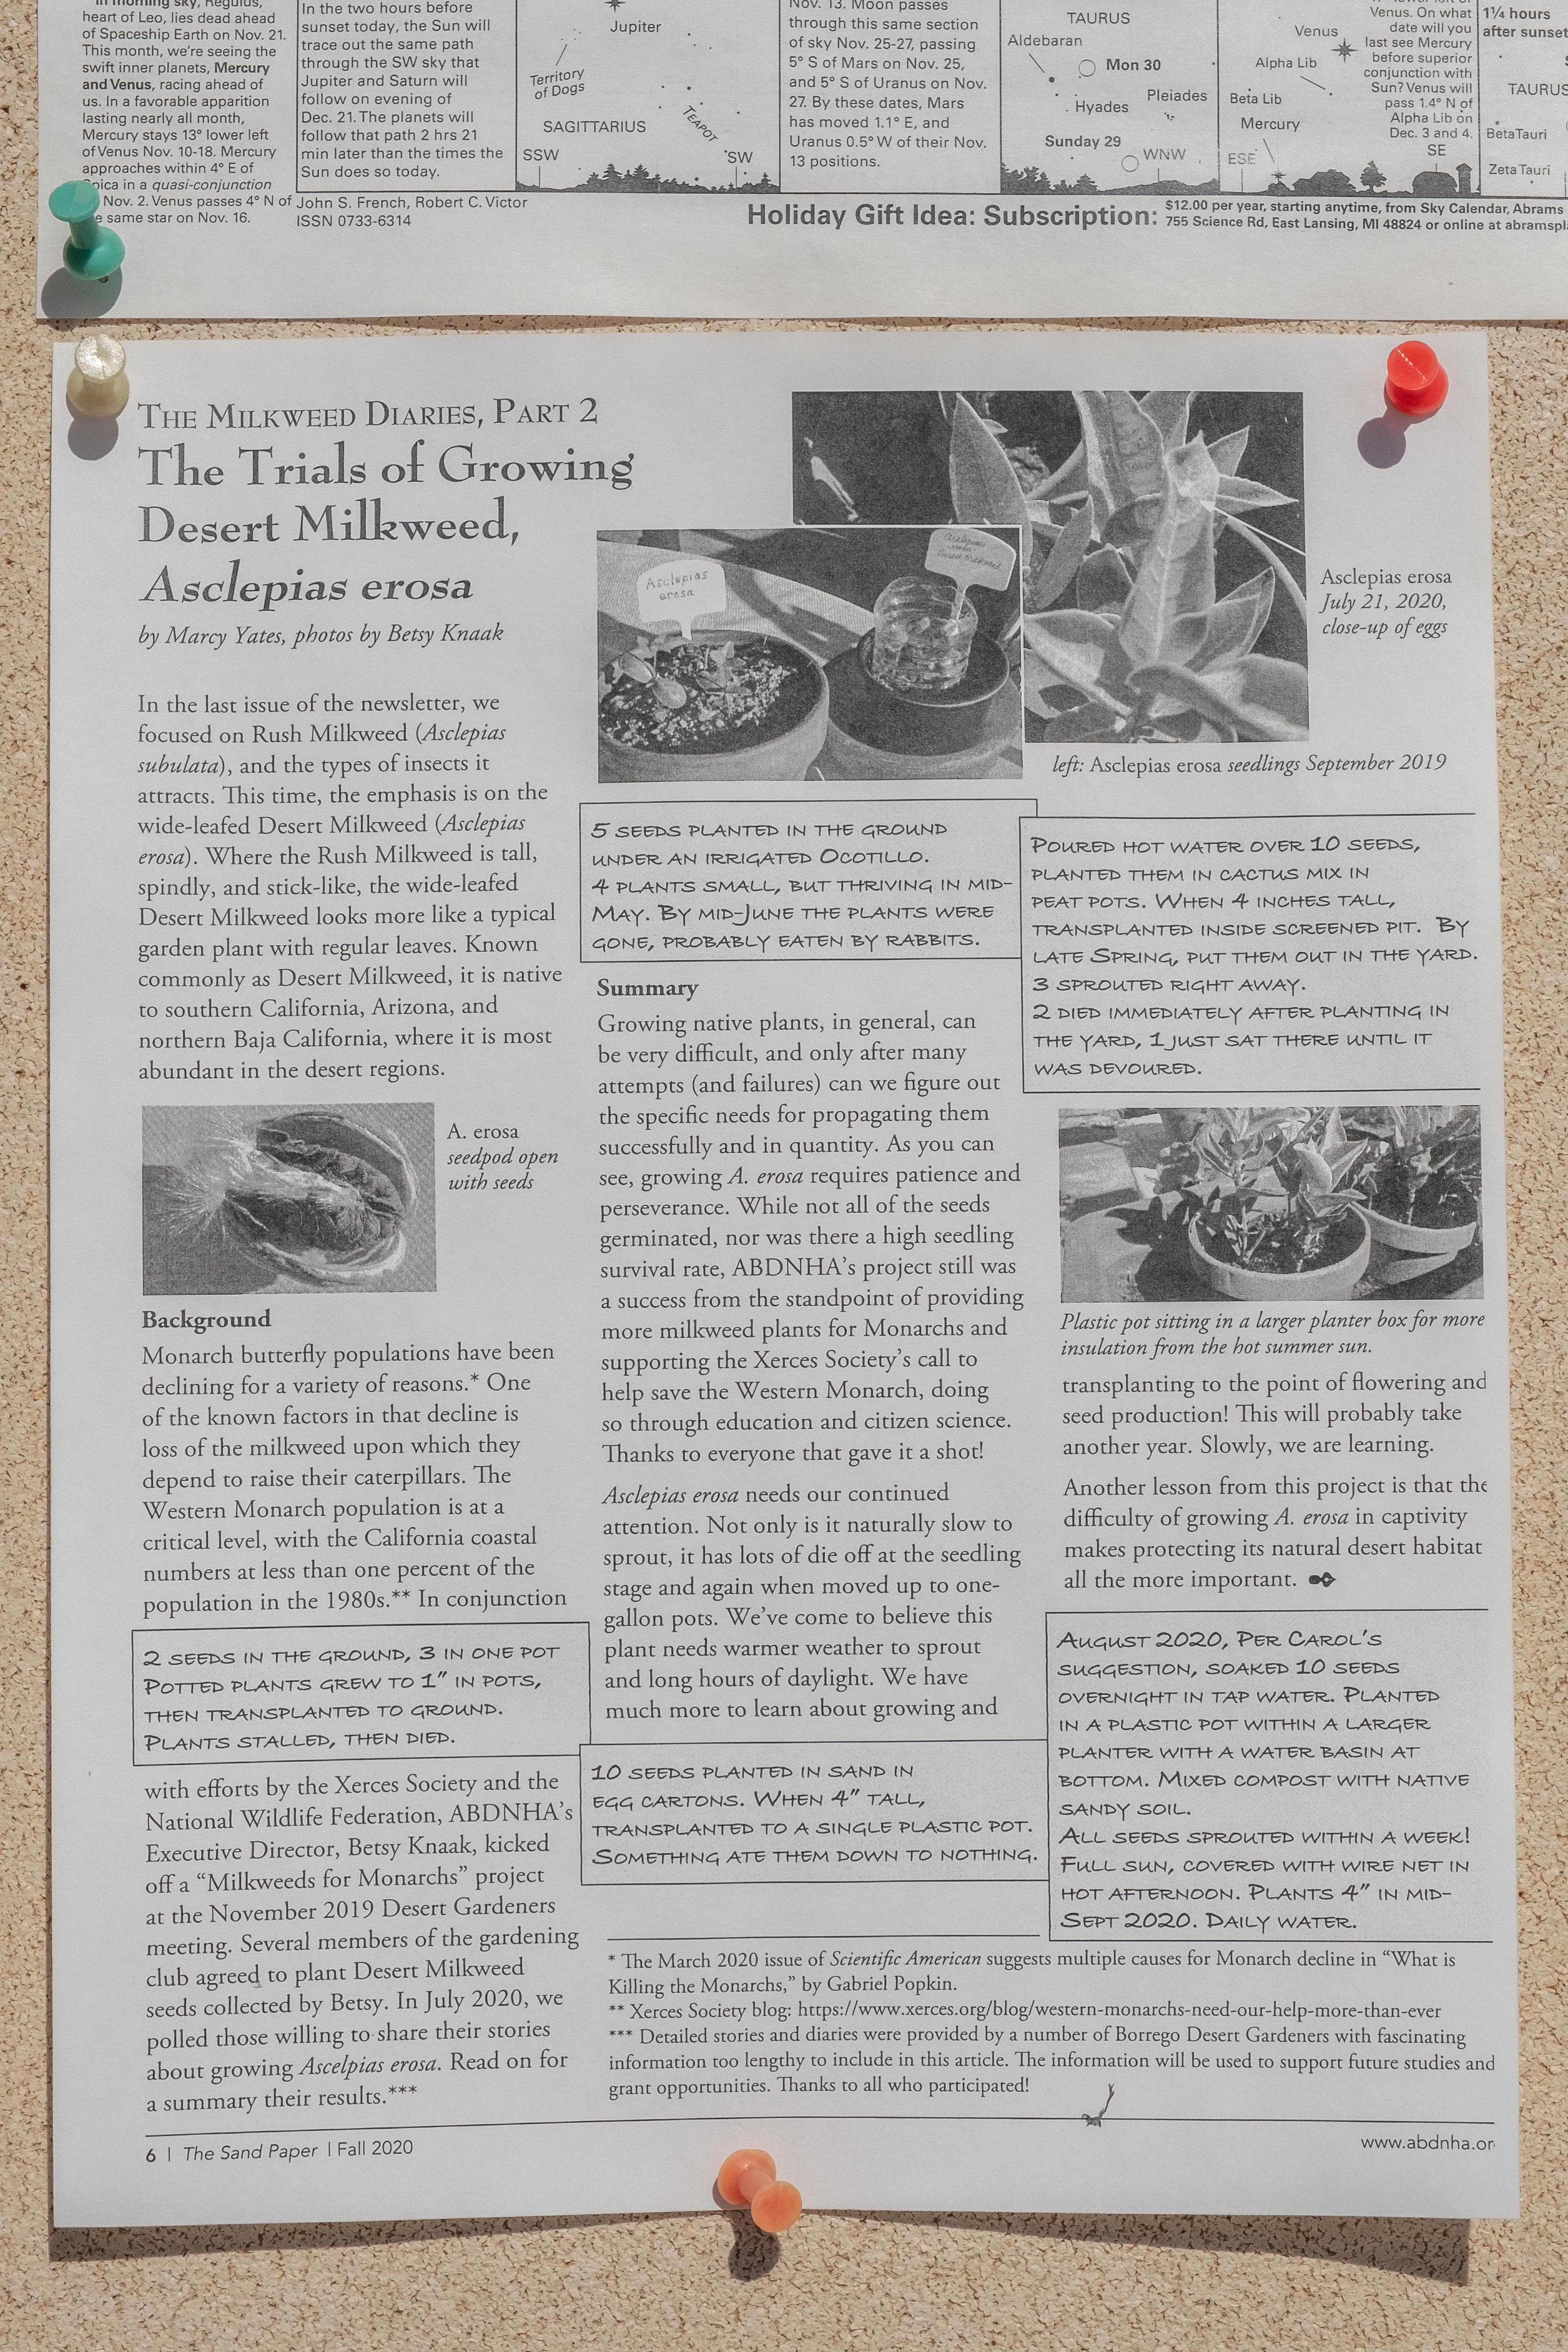 In morning sky, Regulus,
heart of Leo, lies dead ahead
of Spaceship Earth on Nov. 21.
This month, we're seeing the
swift inner planets, Mercury
and Venus, racing ahead of
us. In a favorable apparition
lasting nearly all month,
Mercury stays 13° lower left
of Venus Nov. 10-18. Mercury
approaches within 4° E of
Spica in a quasi-conjunction
Nov. 2. Venus passes 4° N of
same star on Nov. 16.
In the two hours before
sunset today, the Sun will
trace out the same path
through the SW sky that
Jupiter and Saturn will
follow on evening of
Dec. 21. The planets will
follow that path 2 hrs 21
min later than the times the
Sun does so today.
John S. French, Robert C. Victor
ISSN 0733-6314
Jupiter
Territory
of Dogs
SAGITTARIUS
TEAPOT
SSW
SW
Nov. 13. Moon passes
through this same section
of sky Nov. 25-27, passing
5° S of Mars on Nov. 25,
and 5° S of Uranus on Nov.
27. By these dates, Mars
has moved 1.1° E, and
Uranus 0.5° W of their Nov.
13 positions.
TAURUS
Aldebaran
Mon 30
Pleiades
Hyades
Sunday 29
WNW
Venus
Alpha Lib
Beta Lib
Mercury
ESE
Venus. On what
date will you
last see Mercury
before superior
conjunction with
Sun? Venus will
pass 1.4° N of
Alpha Lib on
Dec. 3 and 4.
SE
1¼ hours
after sunset
TAURUS
Beta Tauri
Zeta Tauri
Holiday Gift Idea: Subscription:
$12.00 per year, starting anytime, from Sky Calendar, Abrams
755 Science Rd, East Lansing, MI 48824 or online at abramspl
The Milkweed Diaries, Part 2
The Trials of Growing
Desert Milkweed,
Asclepias erosa
by Marcy Yates, photos by Betsy Knaak
Asclepias
erosa
Asclepias erosa
July 21, 2020,
close-up of eggs
left: Asclepias erosa seedlings September 2019
In the last issue of the newsletter, we
focused on Rush Milkweed (Asclepias
subulata), and the types of insects it
attracts. This time, the emphasis is on the
wide-leafed Desert Milkweed (Asclepias
erosa). Where the Rush Milkweed is tall,
spindly, and stick-like, the wide-leafed
Desert Milkweed looks more like a typical
garden plant with regular leaves. Known
commonly as Desert Milkweed, it is native
to southern California, Arizona, and
northern Baja California, where it is most
abundant in the desert regions.
A. erosa
seedpod open
with seeds
Background
Monarch butterfly populations have been
declining for a variety of reasons.* One
of the known factors in that decline is
loss of the milkweed upon which they
depend to raise their caterpillars. The
Western Monarch population is at a
critical level, with the California coastal
numbers at less than one percent of the
population in the 1980s.** In conjunction
2 seeds in the ground, 3 in one pot
Potted plants grew to 1" in pots,
then transplanted to ground.
Plants stalled, then died.
with efforts by the Xerces Society and the
National Wildlife Federation, ABDNHA's
Executive Director, Betsy Knaak, kicked
off a "Milkweeds for Monarchs" project
at the November 2019 Desert Gardeners
meeting. Several members of the gardening
club agreed to plant Desert Milkweed
seeds collected by Betsy. In July 2020, we
polled those willing to share their stories
about growing Ascelpias erosa. Read on for
a summary their results.***
5 seeds planted in the ground
under an irrigated Ocotillo.
4 plants small, but thriving in mid-
May. By mid-June the plants were
gone, probably eaten by rabbits.
Summary
Growing native plants, in general, can
be very difficult, and only after many
attempts (and failures) can we figure out
the specific needs for propagating them
successfully and in quantity. As you can
see, growing A. erosa requires patience and
perseverance. While not all of the seeds
germinated, nor was there a high seedling
survival rate, ABDNHA's project still was
a success from the standpoint of providing
more milkweed plants for Monarchs and
supporting the Xerces Society's call to
help save the Western Monarch, doing
so through education and citizen science.
Thanks to everyone that gave it a shot!
Asclepias erosa needs our continued
attention. Not only is it naturally slow to
sprout, it has lots of die off at the seedling
stage and again when moved up to one-
gallon pots. We've come to believe this
plant needs warmer weather to sprout
and long hours of daylight. We have
much more to learn about growing and
10 seeds planted in sand in
egg cartons. When 4" tall,
transplanted to a single plastic pot.
Something ate them down to nothing.
Poured hot water over 10 seeds,
planted them in cactus mix in
peat pots. When 4 inches tall,
transplanted inside screened pit. By
late Spring, put them out in the yard.
3 sprouted right away.
2 died immediately after planting in
the yard, 1 just sat there until it
was devoured.
Plastic pot sitting in a larger planter box for more
insulation from the hot summer sun.
transplanting to the point of flowering and
seed production! This will probably take
another year. Slowly, we are learning.
Another lesson from this project is that the
difficulty of growing A. erosa in captivity
makes protecting its natural desert habitat
all the more important.
August 2020, Per Carol's
suggestion, soaked 10 seeds
overnight in tap water. Planted
in a plastic pot within a larger
planter with a water basin at
bottom. Mixed compost with native
sandy soil.
All seeds sprouted within a week!
Full sun, covered with wire net in
hot afternoon. Plants 4" in mid-
Sept 2020. Daily water.
* The March 2020 issue of Scientific American suggests multiple causes for Monarch decline in "What is
Killing the Monarchs," by Gabriel Popkin.
** Xerces Society blog: https://www.xerces.org/blog/western-monarchs-need-our-help-more-than-ever
*** Detailed stories and diaries were provided by a number of Borrego Desert Gardeners with fascinating
information too lengthy to include in this article. The information will be used to support future studies and
grant opportunities. Thanks to all who participated!
6 | The Sand Paper | Fall 2020
www.abdnha.or